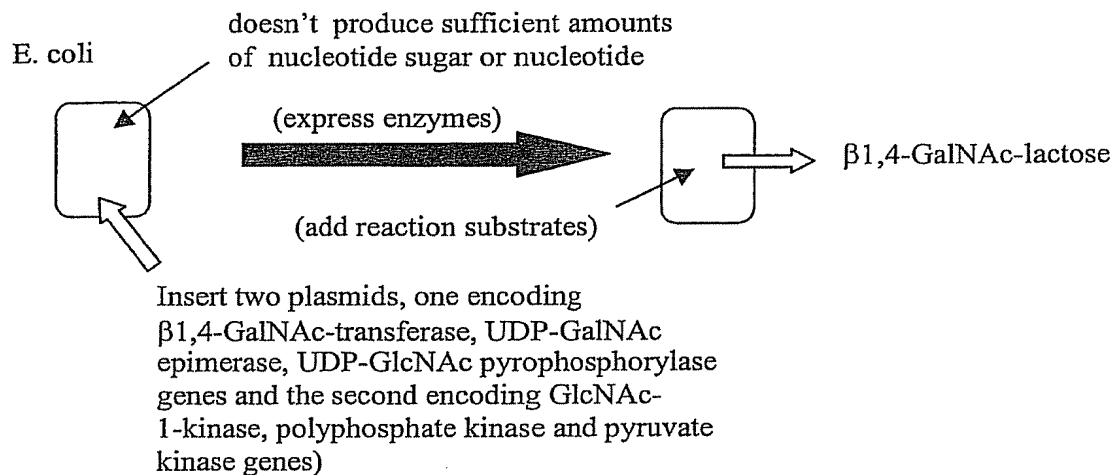 doesn't produce sufficient amounts
E. coli
of nucleotide sugar or nucleotide
(express enzymes)
β1,4-GalNAc-lactose
(add reaction substrates)
Insert two plasmids, one encoding
β1,4-GalNAc-transferase, UDP-GalNAc
epimerase, UDP-GlcNAc pyrophosphorylase
genes and the second encoding GlcNAc-
1-kinase, polyphosphate kinase and pyruvate
kinase genes)